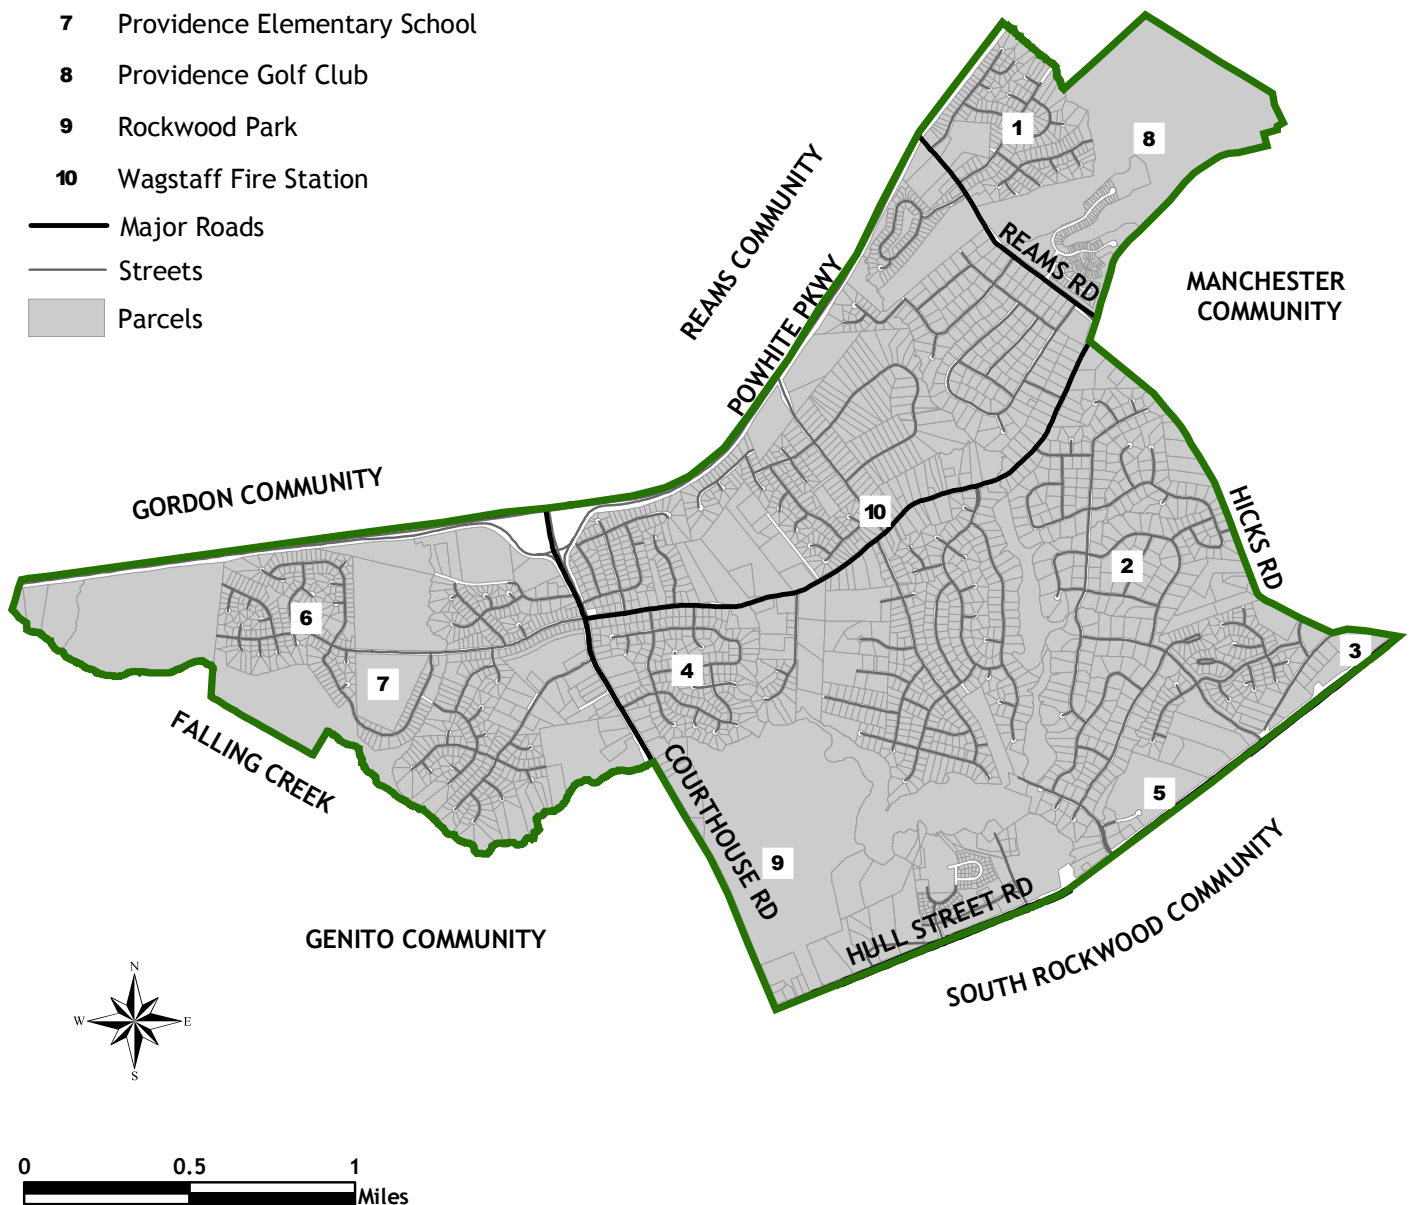 7 Providence Elementary School
8 Providence Golf Club
9 Rockwood Park
10 Wagstaff Fire Station
Major Roads
Streets
Parcels
1
8
REAMS COMMUNITY
REAMS RD
POWHITE PKWY
MANCHESTER
COMMUNITY
GORDON COMMUNITY
10
HICKS RD
2
6
3
4
7
FALLING CREEK
COURTHOUSE RD
5
9
HULL STREET RD
SOUTH ROCKWOOD COMMUNITY
GENITO COMMUNITY
N
W E
S
0 0.5 1
Miles